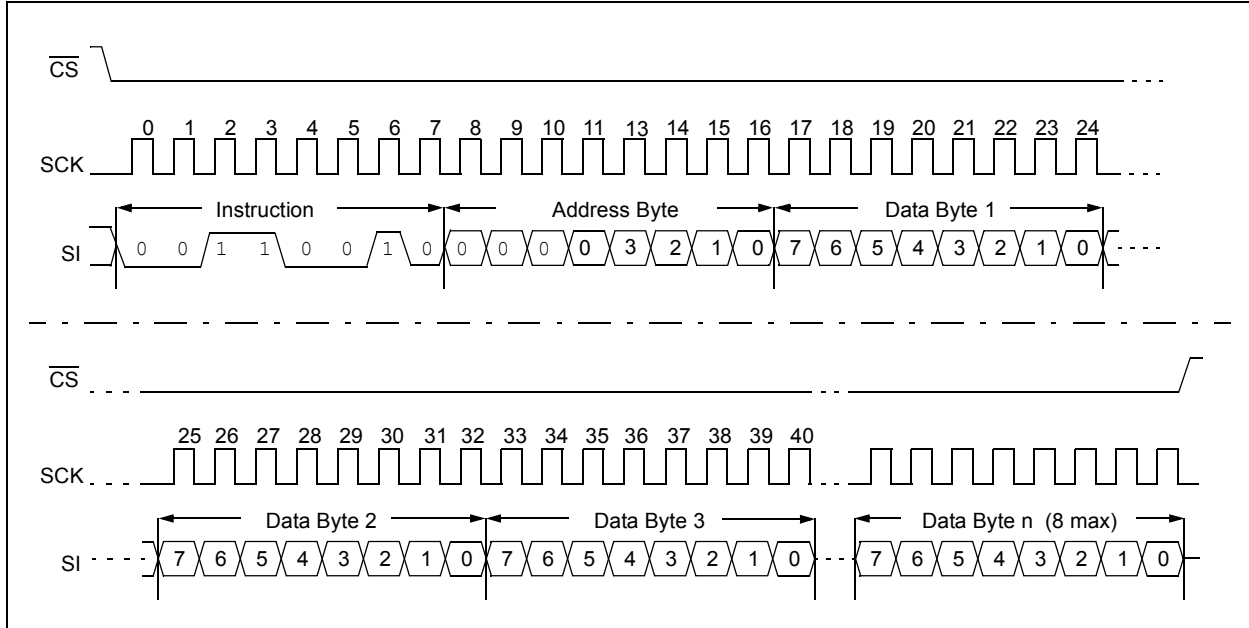 CS
0 1 2 3 4 5 6 7 8 9 10 11 13 14 15 16 17 18 19 20 21 22 23 24
SCK
Instruction Address Byte Data Byte 1
SI 0 0 1 1 0 0 1 0 0 0 0 0 3 2 1 0 7 6 5 4 3 2 1 0
CS
25 26 27 28 29 30 31 32 33 34 35 36 37 38 39 40
SCK
Data Byte 2 Data Byte 3 Data Byte n (8 max)
SI 7 6 5 4 3 2 1 0 7 6 5 4 3 2 1 0 7 6 5 4 3 2 1 0